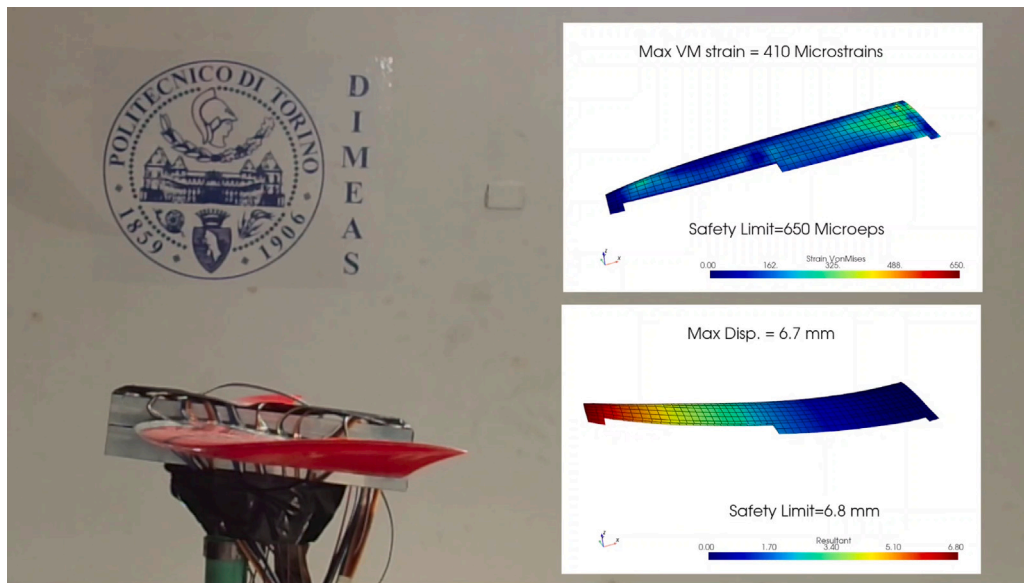 POLITECNICO DI TORINO
1859
1906
DIMEAS
Max VM strain = 410 Microstrains
Safety Limit=650 Microeps
Strain VonMises
0.00 162. 325. 488. 650.
Max Disp. = 6.7 mm
Safety Limit=6.8 mm
Resultant
0.00 1.70 3.40 5.10 6.80